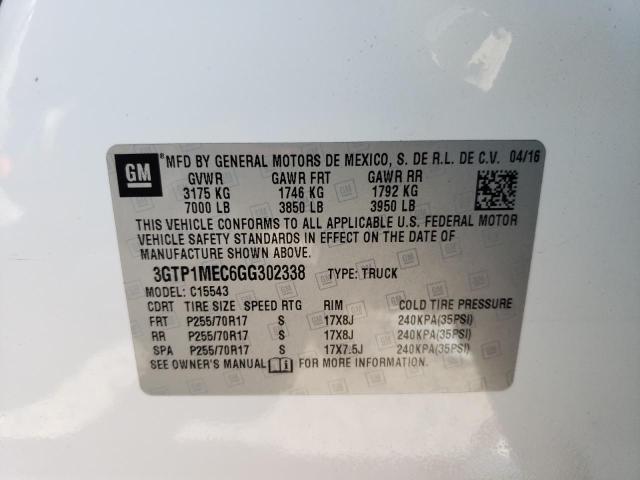 GM ®MFD BY GENERAL MOTORS DE MEXICO, S. DE R.L. DE C.V. 04/16
GVWR GAWR FRT GAWR RR
3175 KG 1746 KG 1792 KG
7000 LB 3850 LB 3950 LB
THIS VEHICLE CONFORMS TO ALL APPLICABLE U.S. FEDERAL MOTOR
VEHICLE SAFETY STANDARDS IN EFFECT ON THE DATE OF
MANUFACTURE SHOWN ABOVE.
3GTP1MEC6GG302338 TYPE: TRUCK
MODEL: C15543
CDRT TIRE SIZE SPEED RTG RIM COLD TIRE PRESSURE
FRT P255/70R17 S 17X8J 240KPA(35PSI)
RR P255/70R17 S 17X8J 240KPA(35PSI)
SPA P255/70R17 S 17X7.5J 240KPA(35PSI)
SEE OWNER'S MANUAL FOR MORE INFORMATION.